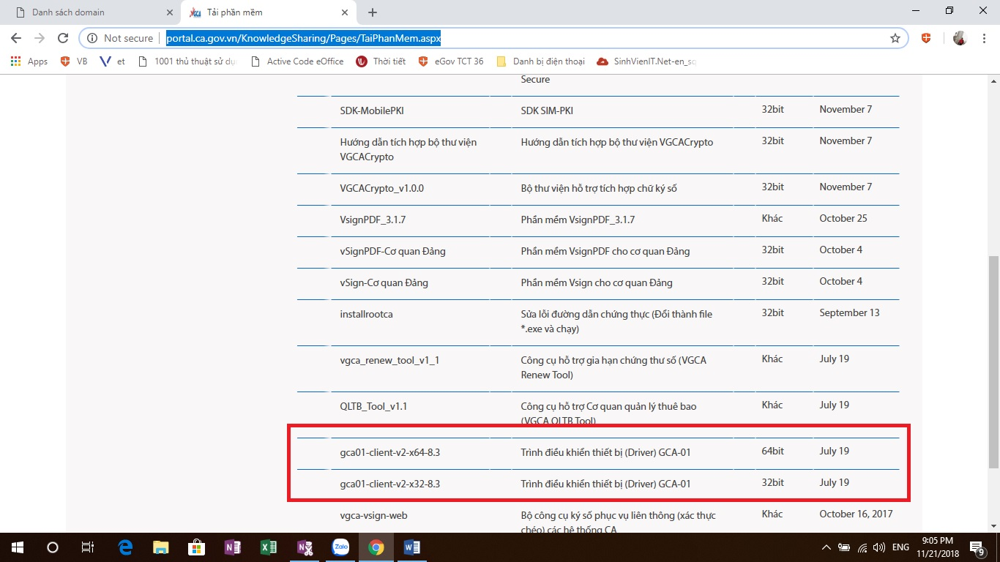 Danh sách domain
Tải phần mềm
Not secure
portal.ca.gov.vn/KnowledgeSharing/Pages/TaiPhanMem.aspx
Apps
VB
et
1001 thủ thuật sử dụ
Active Code eOffice
Thời tiết
eGov TCT 36
Danh bị điện thoại
SinhVienIT.Net-en_sq
Secure
SDK-MobilePKI SDK SIM-PKI 32bit November 7
Hướng dẫn tích hợp bộ thư viện Hướng dẫn tích hợp bộ thư viện VGCACrypto 32bit November 7
VGCACrypto
VGCACrypto_v1.0.0 Bộ thư viện hỗ trợ tích hợp chữ ký số 32bit November 7
VsignPDF_3.1.7 Phần mềm VsignPDF_3.1.7 Khác October 25
vSignPDF-Cơ quan Đảng Phần mềm VsignPDF cho cơ quan Đảng 32bit October 4
vSign-Cơ quan Đảng Phần mềm Vsign cho cơ quan Đảng 32bit October 4
installrootca Sửa lỗi đường dẫn chứng thực (Đổi thành file 32bit September 13
*.exe và chạy)
vgca_renew_tool_v1_1 Công cụ hỗ trợ gia hạn chứng thư số (VGCA Khác July 19
Renew Tool)
QLTB_Tool_v1.1 Công cụ hỗ trợ Cơ quan quản lý thuê bao Khác July 19
(VGCA QLTB Tool)
gca01-client-v2-x64-8.3 Trình điều khiển thiết bị (Driver) GCA-01 64bit July 19
gca01-client-v2-x32-8.3 Trình điều khiển thiết bị (Driver) GCA-01 32bit July 19
vgca-vsign-web Bộ công cụ ký số phục vụ liên thông (xác thực Khác October 16, 2017
chéo) các hệ thống CA
Zalo
ENG
9:05 PM
11/21/2018
9